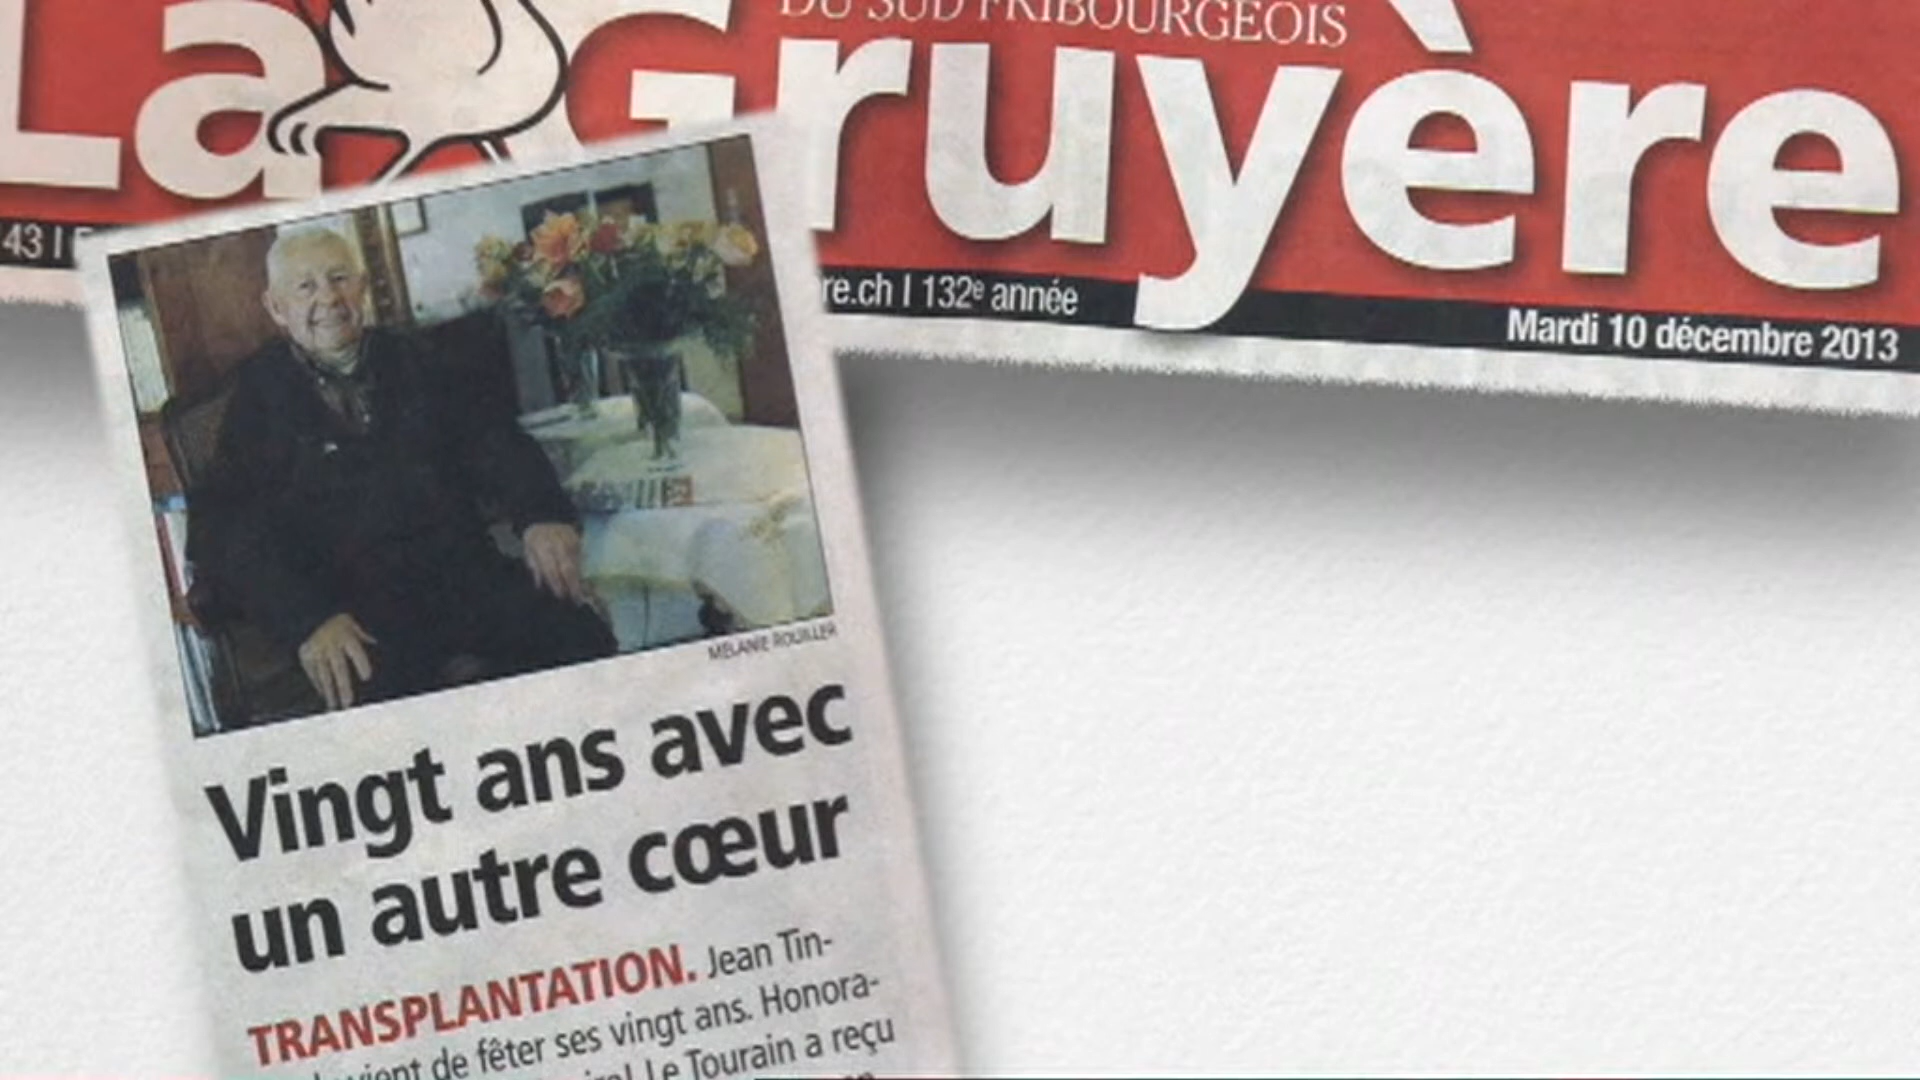 DU SUD FRIBOURGEOIS
La Gruyère
43 I
re.ch I 132e année
Mardi 10 décembre 2013
MELANIE ROUILLER
Vingt ans avec
un autre cœur
TRANSPLANTATION. Jean Tin-
vient de fêter ses vingt ans. Honora-
Le Tourain a reçu